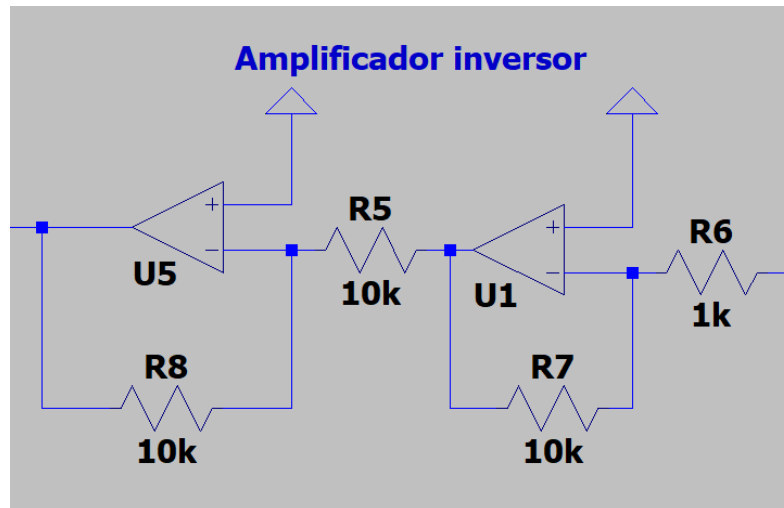 Amplificador inversor
+
−
U5
R5
10k
+
−
U1
R6
1k
R8
10k
R7
10k